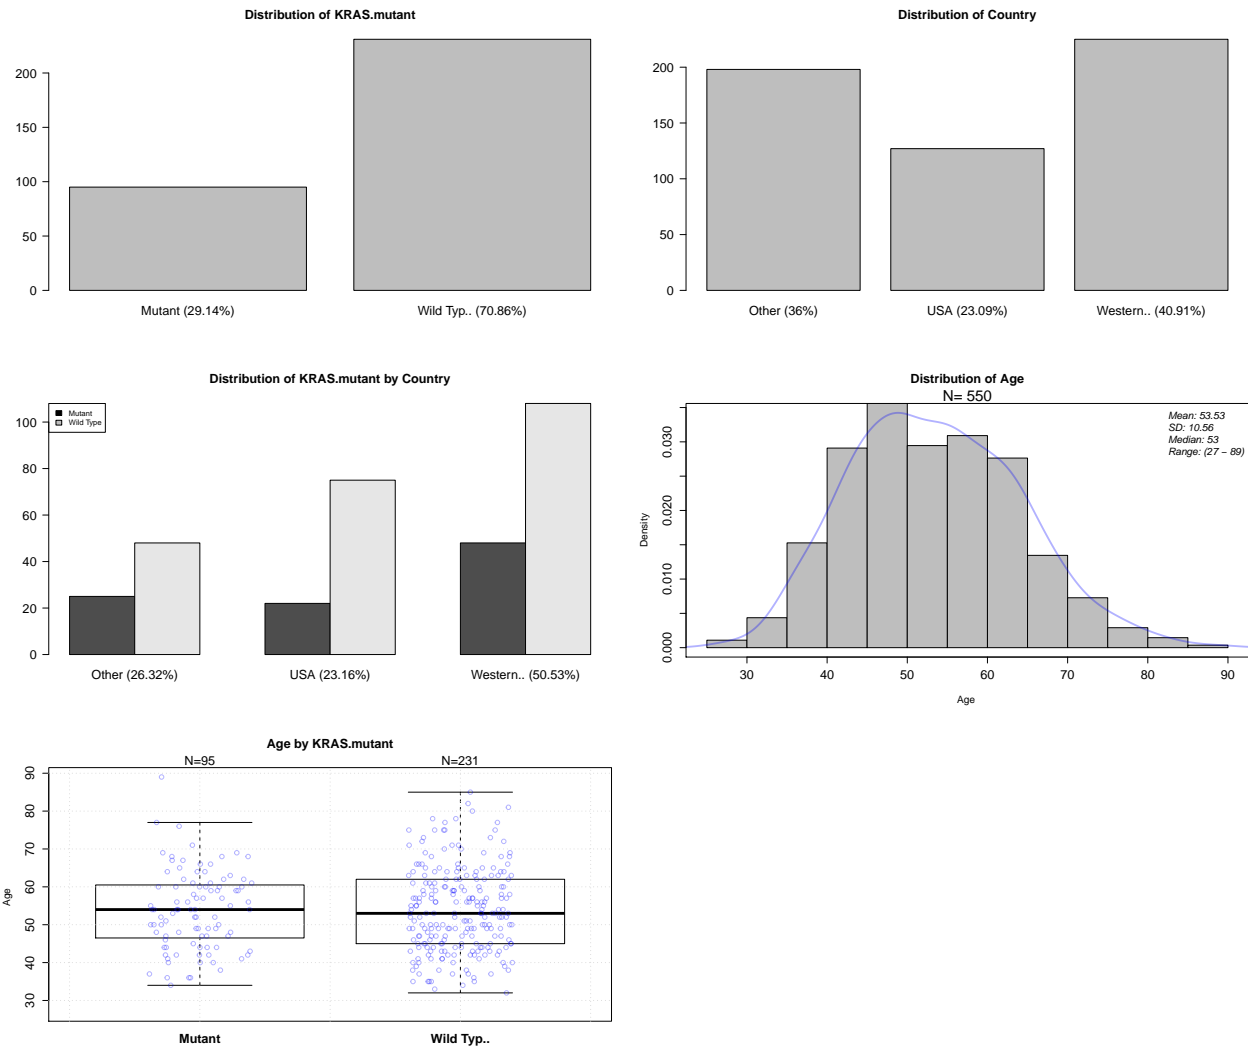 Distribution of KRAS.mutant
200
150
100
50
0
Mutant (29.14%)
Wild Typ.. (70.86%)
Distribution of Country
200
150
100
50
0
Other (36%)
USA (23.09%)
Western.. (40.91%)
Distribution of KRAS.mutant by Country
Mutant
Wild Type
100
80
60
40
20
0
Other (26.32%)
USA (23.16%)
Western.. (50.53%)
Distribution of Age
N= 550
Mean: 53.53
SD: 10.56
Median: 53
Range: (27 − 89)
Density
0.030
0.020
0.010
0.000
30 40 50 60 70 80 90
Age
Age by KRAS.mutant
N=95 N=231
Age
90
80
70
60
50
40
30
Mutant
Wild Typ..